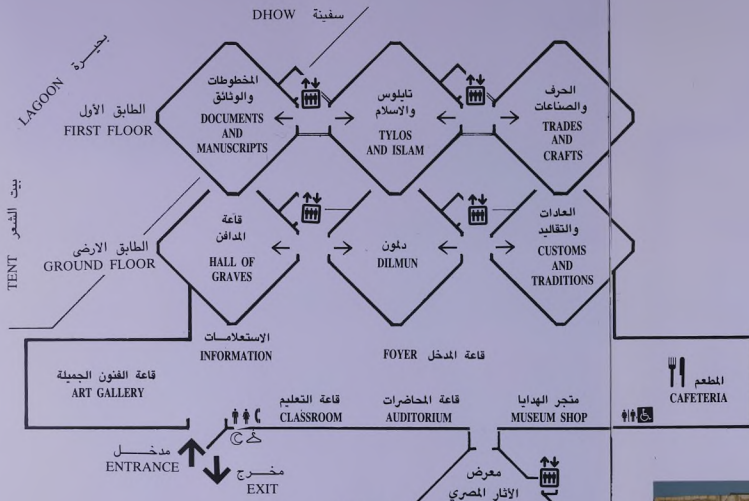 DHOW سفينة
بحيرة
LAGOON
المخطوطات
والوثائق
DOCUMENTS
AND
MANUSCRIPTS
تايلوس
والاسلام
TYLOS
AND ISLAM
الحرف
والصناعات
TRADES
AND
CRAFTS
الطابق الأول
FIRST FLOOR
بيت الشعر
TENT
قاعة
المدافن
HALL OF
GRAVES
دلمون
DILMUN
العادات
والتقاليد
CUSTOMS
AND
TRADITIONS
الطابق الارضى
GROUND FLOOR
الاستعلامات
INFORMATION
FOYER قاعة المدخل
قاعة الفنون الجميلة
ART GALLERY
قاعة التعليم
CLASSROOM
قاعة المحاضرات
AUDITORIUM
متجر الهدايا
MUSEUM SHOP
المطعم
CAFETERIA
مدخل
ENTRANCE
مخرج
EXIT
معرض
الأثار المصري